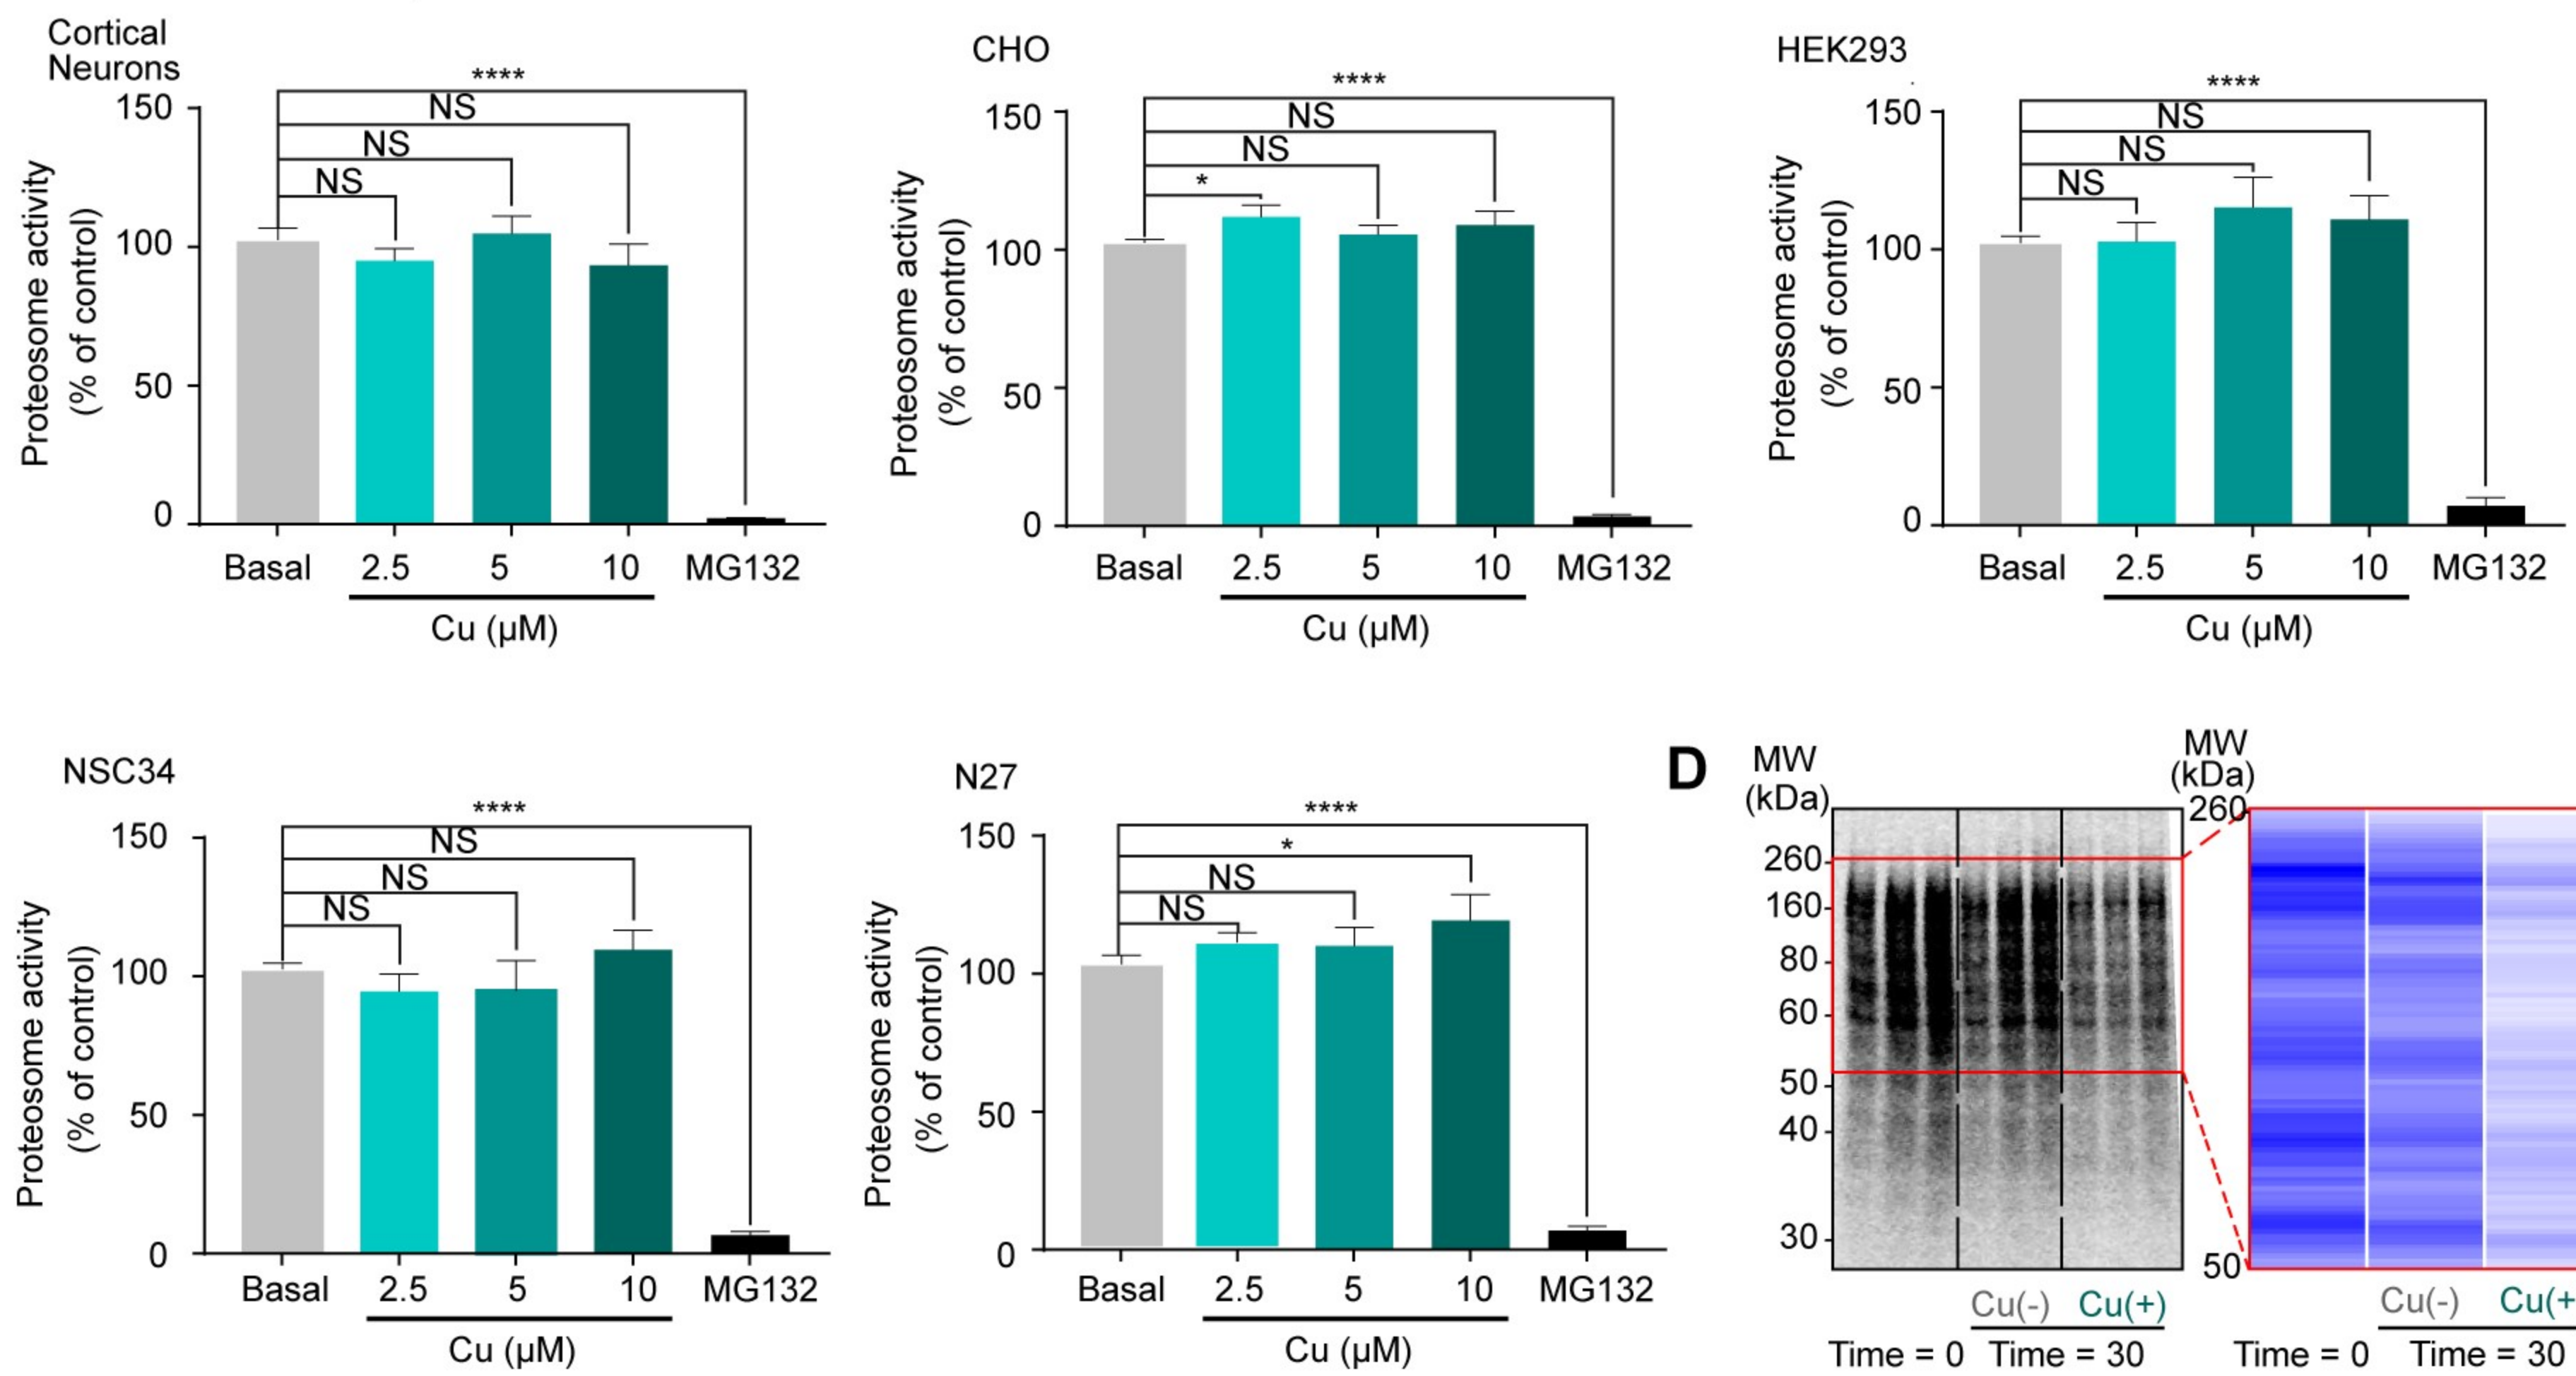 Cortical
Neurons
****
NS
NS
NS
150
100
50
0
Proteosome activity
(% of control)
Basal 2.5 5 10 MG132
Cu (µM)
CHO
****
NS
NS
*
150
100
50
0
Proteosome activity
(% of control)
Basal 2.5 5 10 MG132
Cu (µM)
HEK293
****
NS
NS
NS
150
100
50
0
Proteosome activity
(% of control)
Basal 2.5 5 10 MG132
Cu (µM)
NSC34
****
NS
NS
NS
150
100
50
0
Proteosome activity
(% of control)
Basal 2.5 5 10 MG132
Cu (µM)
N27
****
*
NS
NS
150
100
50
0
Proteosome activity
(% of control)
Basal 2.5 5 10 MG132
Cu (µM)
D
MW
(kDa)
260
160
80
60
50
40
30
Cu(-) Cu(+)
Time = 0 Time = 30
MW
(kDa)
260
50
Cu(-) Cu(+
Time = 0 Time = 30